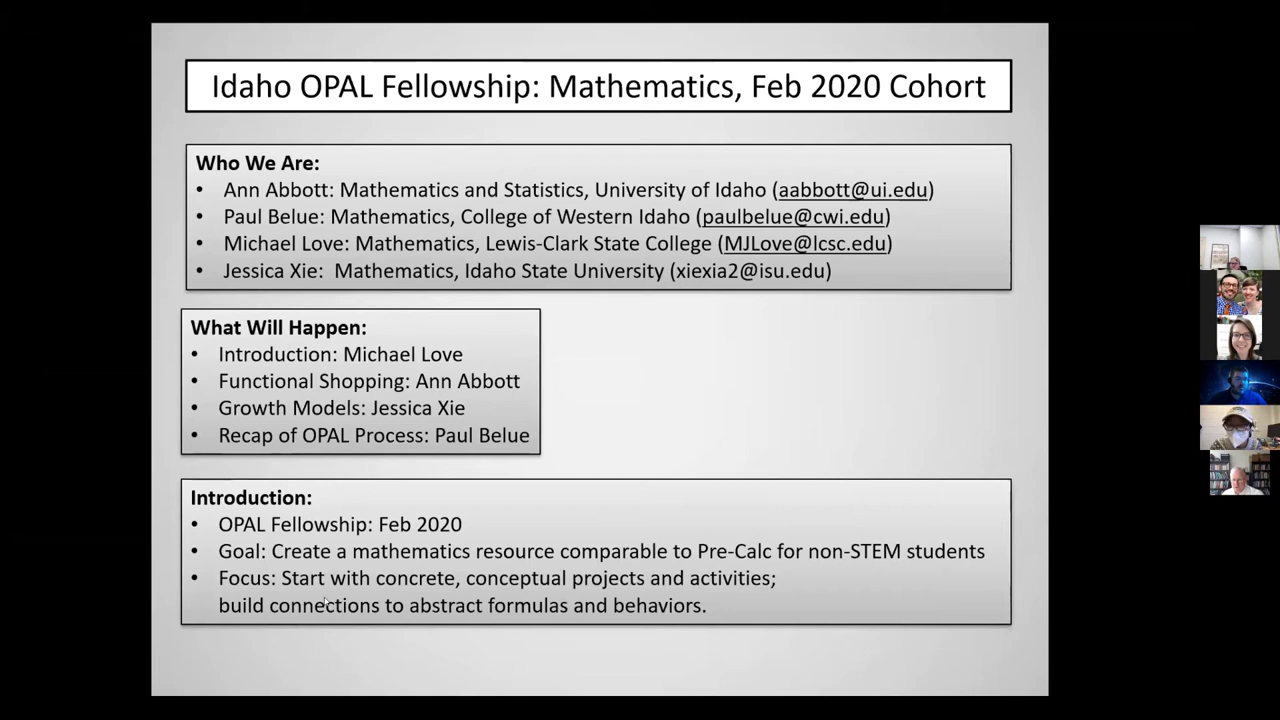 Idaho OPAL Fellowship: Mathematics, Feb 2020 Cohort
Who We Are:
• Ann Abbott: Mathematics and Statistics, University of Idaho (aabbott@ui.edu)
• Paul Belue: Mathematics, College of Western Idaho (paulbelue@cwi.edu)
• Michael Love: Mathematics, Lewis-Clark State College (MJLove@lcsc.edu)
• Jessica Xie: Mathematics, Idaho State University (xiexia2@isu.edu)
What Will Happen:
• Introduction: Michael Love
• Functional Shopping: Ann Abbott
• Growth Models: Jessica Xie
• Recap of OPAL Process: Paul Belue
Introduction:
• OPAL Fellowship: Feb 2020
• Goal: Create a mathematics resource comparable to Pre-Calc for non-STEM students
• Focus: Start with concrete, conceptual projects and activities;
build connections to abstract formulas and behaviors.